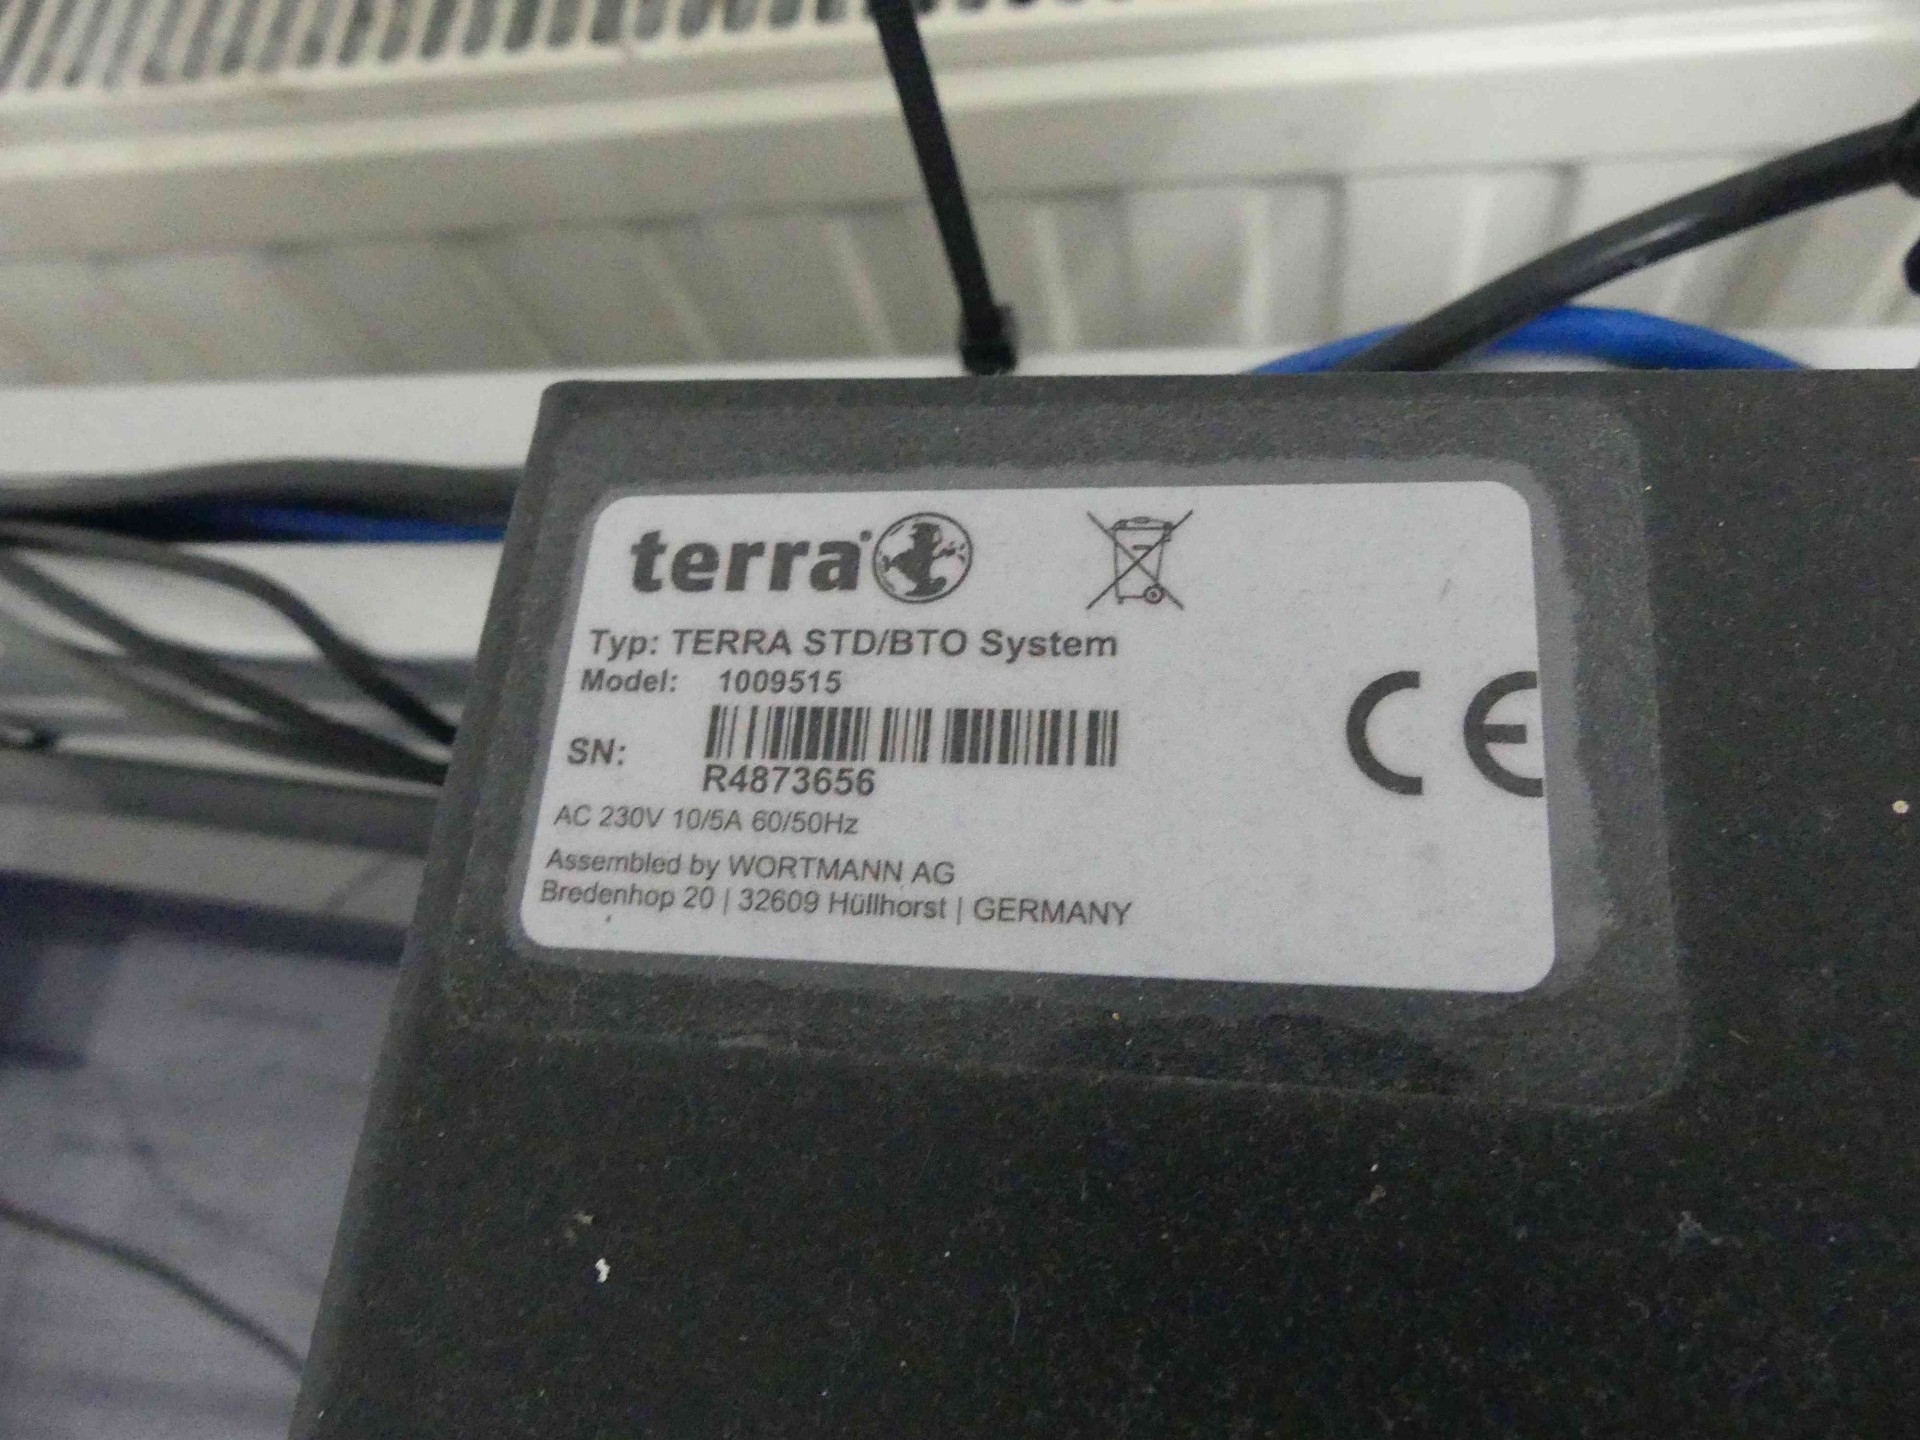 terra
Typ: TERRA STD/BTO System
Model: 1009515
SN:
R4873656
AC 230V 10/5A 60/50Hz
Assembled by WORTMANN AG
Bredenhop 20 | 32609 Hüllhorst | GERMANY
CE